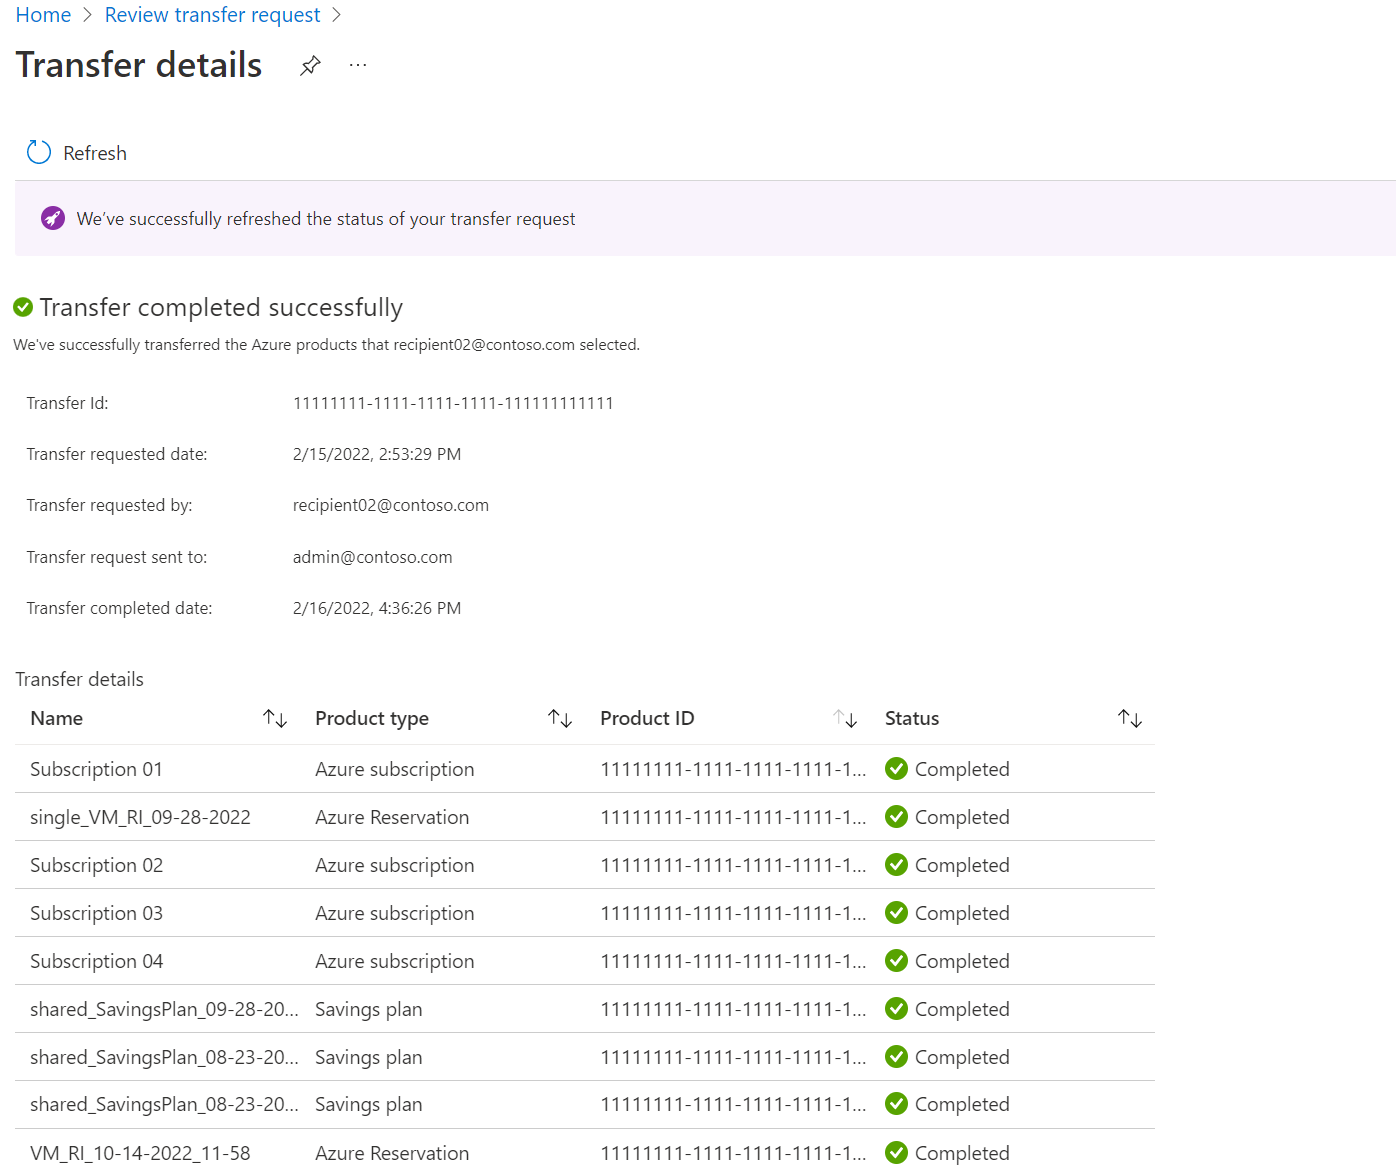 Home > Review transfer request >
Transfer details ...
Refresh
We've successfully refreshed the status of your transfer request
Transfer completed successfully
We've successfully transferred the Azure products that recipient02@contoso.com selected.
Transfer Id: 11111111-1111-1111-1111-111111111111
Transfer requested date: 2/15/2022, 2:53:29 PM
Transfer requested by: recipient02@contoso.com
Transfer request sent to: admin@contoso.com
Transfer completed date: 2/16/2022, 4:36:26 PM
Transfer details
Name Product type Product ID Status
Subscription 01 Azure subscription 11111111-1111-1111-1111-1... Completed
single_VM_RI_09-28-2022 Azure Reservation 11111111-1111-1111-1111-1... Completed
Subscription 02 Azure subscription 11111111-1111-1111-1111-1... Completed
Subscription 03 Azure subscription 11111111-1111-1111-1111-1... Completed
Subscription 04 Azure subscription 11111111-1111-1111-1111-1... Completed
shared_SavingsPlan_09-28-20... Savings plan 11111111-1111-1111-1111-1... Completed
shared_SavingsPlan_08-23-20... Savings plan 11111111-1111-1111-1111-1... Completed
shared_SavingsPlan_08-23-20... Savings plan 11111111-1111-1111-1111-1... Completed
VM_RI_10-14-2022_11-58 Azure Reservation 11111111-1111-1111-1111-1... Completed